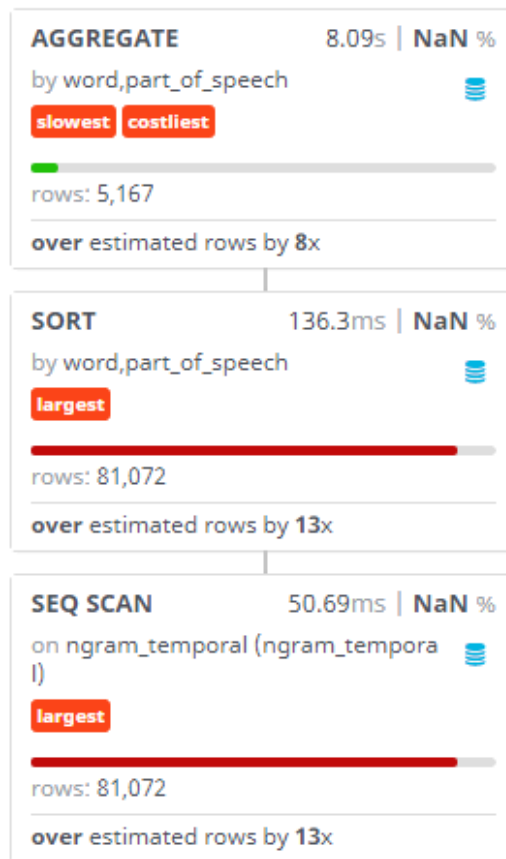 AGGREGATE 8.09s | NaN %
by word,part_of_speech
slowest costliest
rows: 5,167
over estimated rows by 8x
SORT 136.3ms | NaN %
by word,part_of_speech
largest
rows: 81,072
over estimated rows by 13x
SEQ SCAN 50.69ms | NaN %
on ngram_temporal (ngram_tempora
l)
largest
rows: 81,072
over estimated rows by 13x